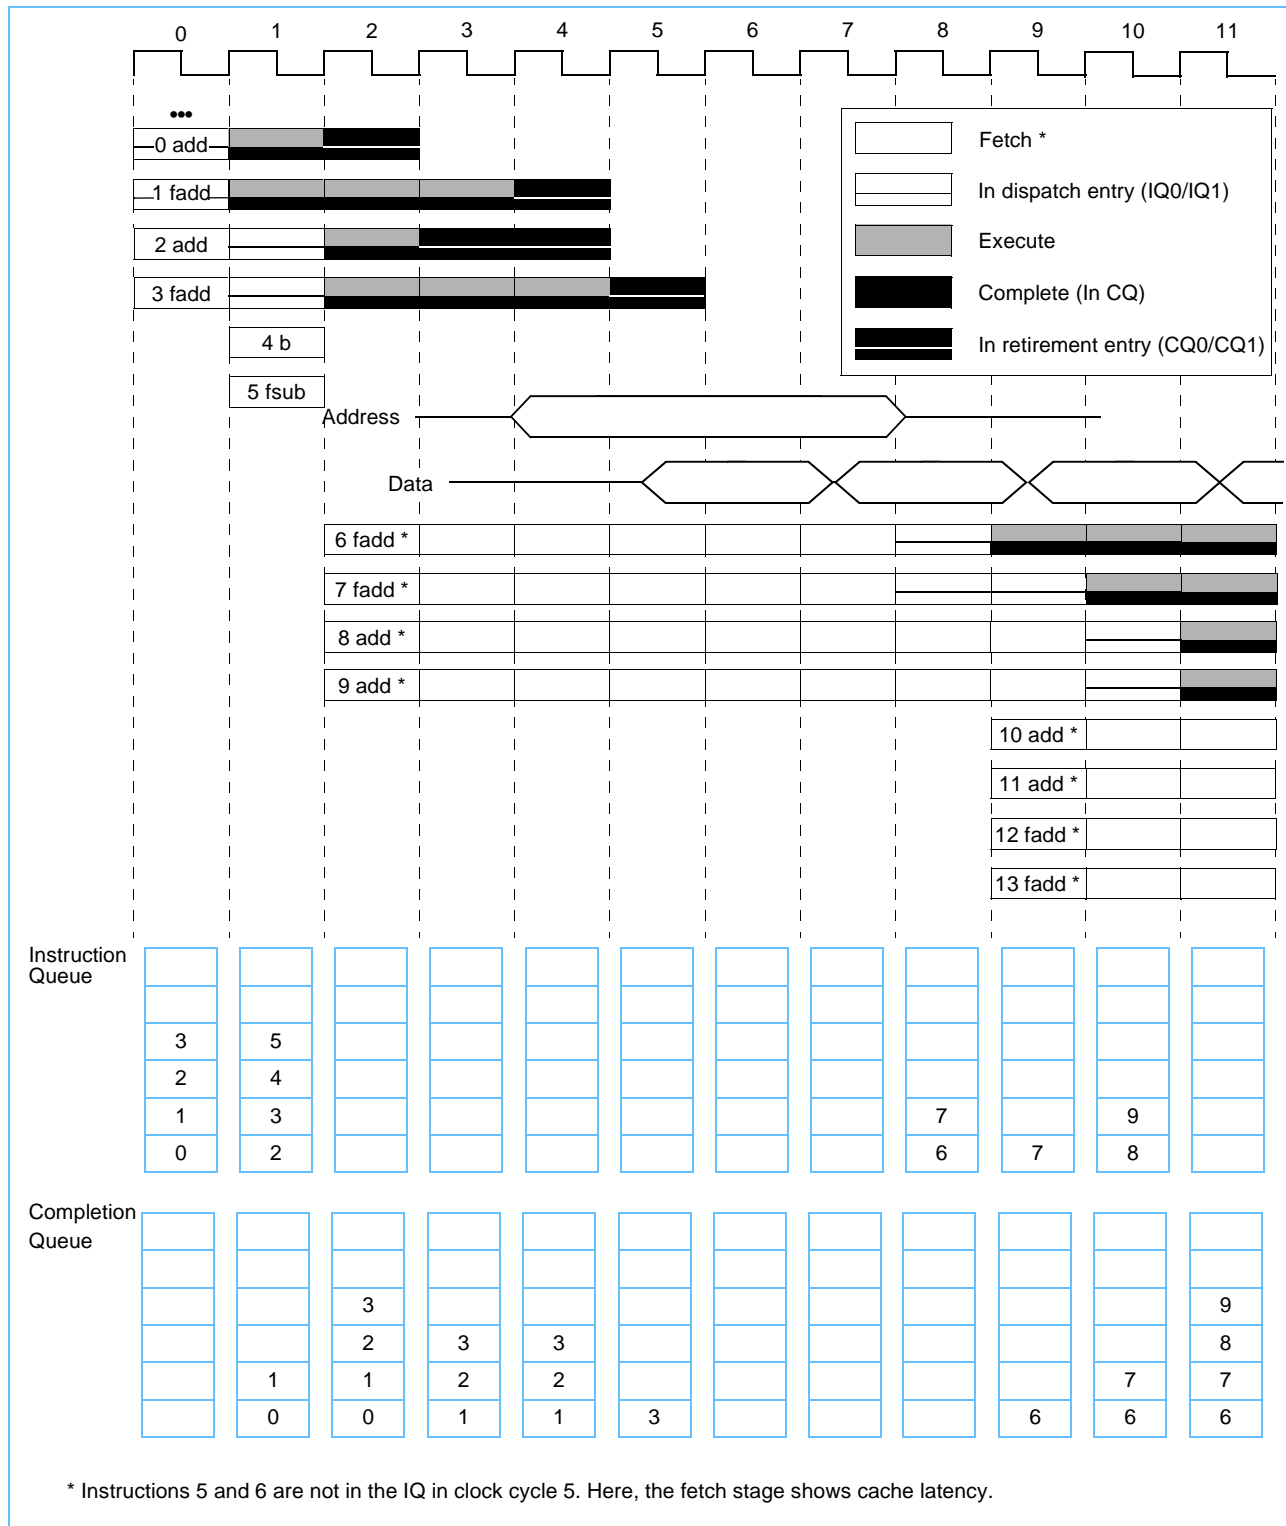 0 1 2 3 4 5 6 7 8 9 10 11
•••
0 add
1 fadd
2 add
3 fadd
4 b
5 fsub
Fetch *
In dispatch entry (IQ0/IQ1)
Execute
Complete (In CQ)
In retirement entry (CQ0/CQ1)
Address
Data
6 fadd *
7 fadd *
8 add *
9 add *
10 add *
11 add *
12 fadd *
13 fadd *
Instruction
Queue
3 5
2 4
1 3 7 9
0 2 6 7 8
Completion
Queue
3 9
2 3 3 8
1 1 2 2 7 7
0 0 1 1 3 6 6 6
* Instructions 5 and 6 are not in the IQ in clock cycle 5. Here, the fetch stage shows cache latency.